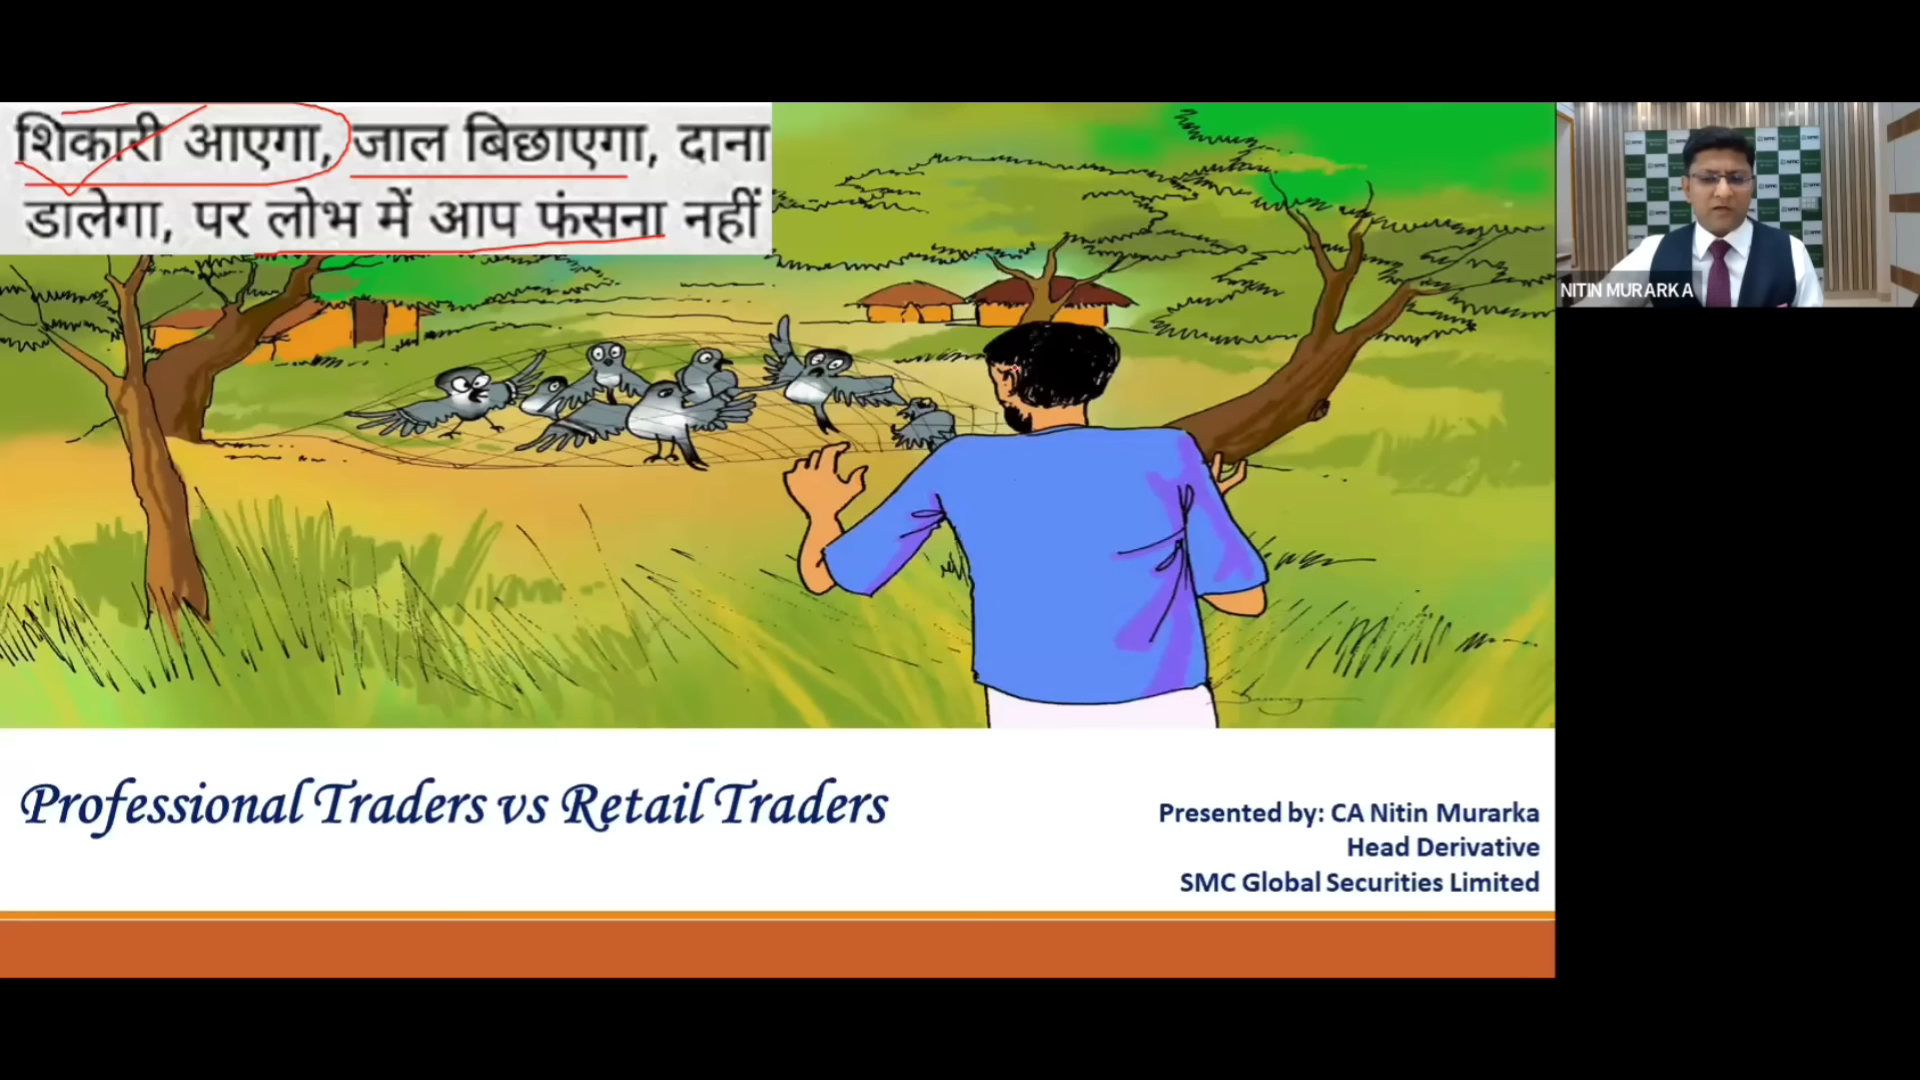 शिकारी आएगा, जाल बिछाएगा, दाना
डालेगा, पर लोभ में आप फंसना नहीं
NITIN MURARKA
Professional Traders vs Retail Traders
Presented by: CA Nitin Murarka
Head Derivative
SMC Global Securities Limited